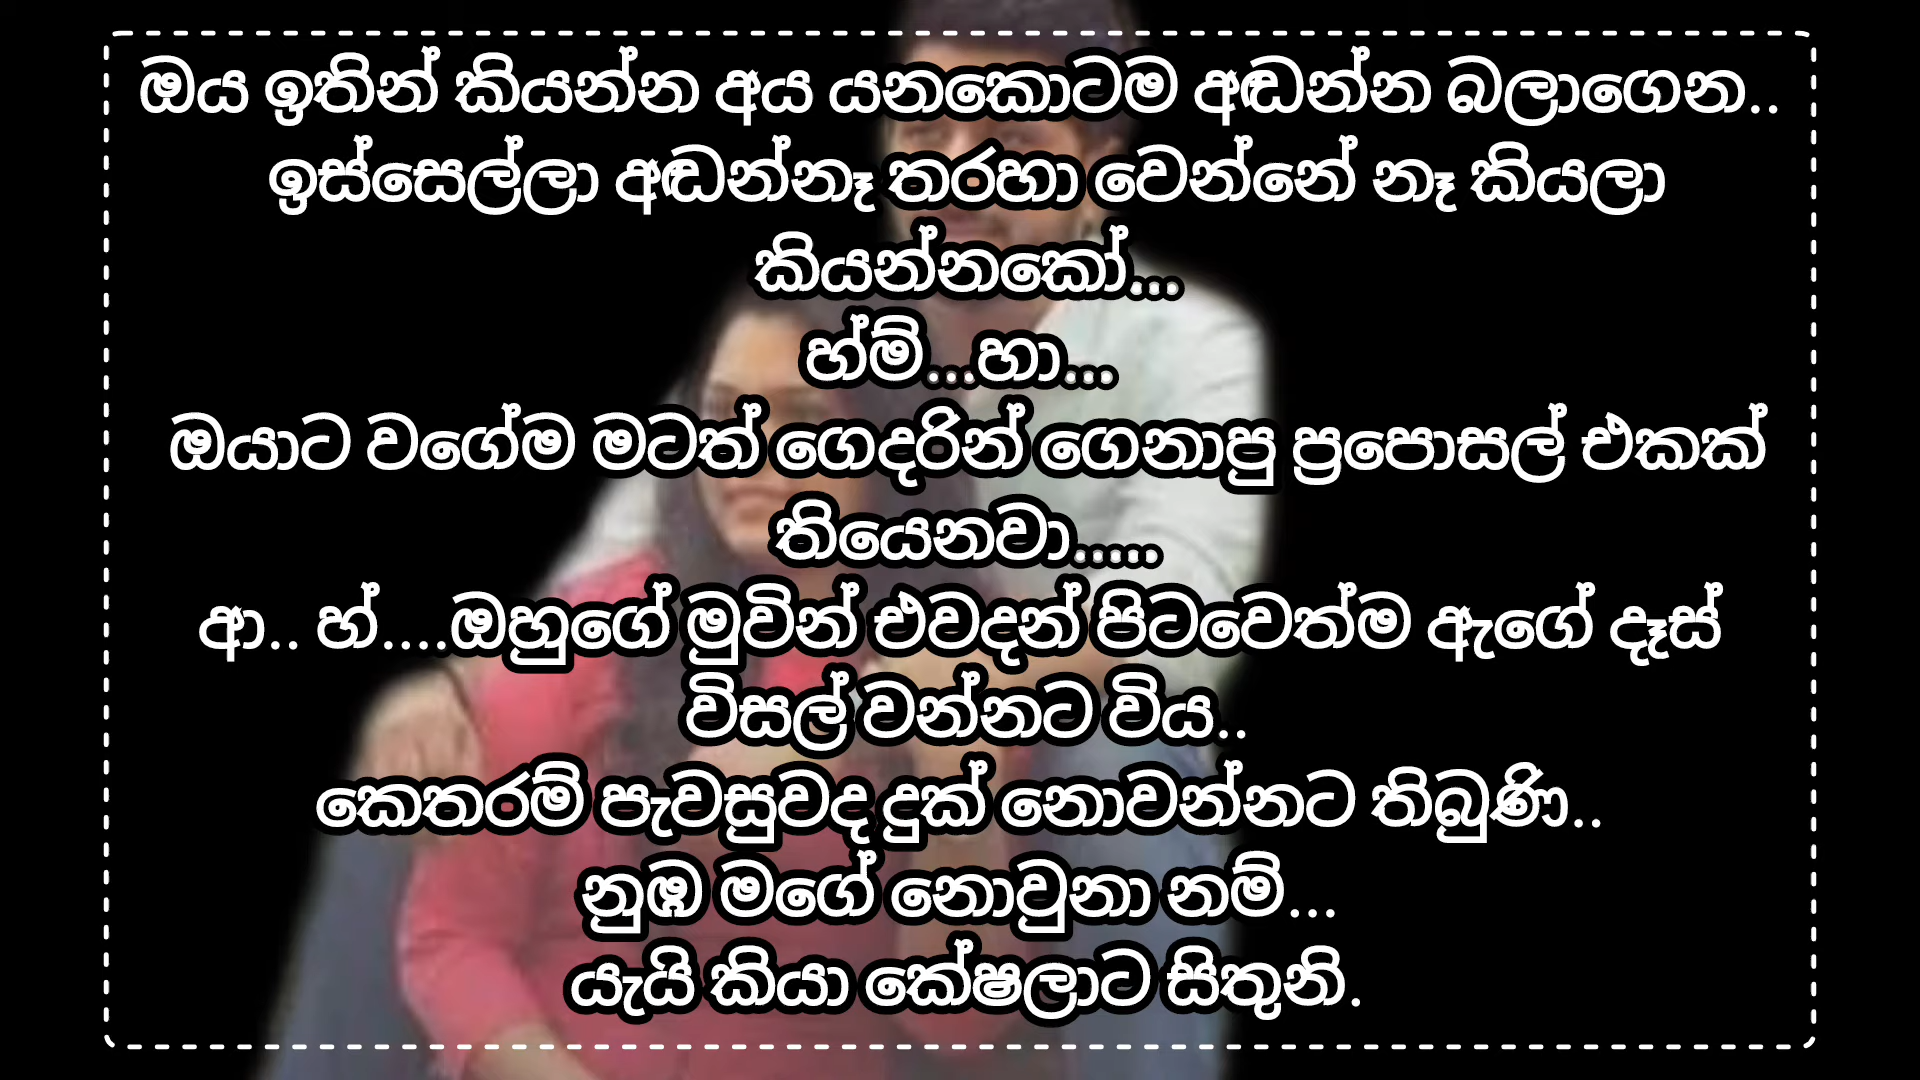 ඔය ඉතින් කියන්න අය යනකොටම අඬන්න බලාගෙන..
ඉස්සෙල්ලා අඬන්නෑ තරහා වෙන්නේ නෑ කියලා
කියන්නකෝ...
හ්ම්...හා...
ඔයාට වගේම මටත් ගෙදරින් ගෙනාපු ප්‍රපොසල් එකක්
තියෙනවා.....
ආ.. හ්....ඔහුගේ මුවින් එවදන් පිටවෙත්ම ඇගේ දෑස්
විසල් වන්නට විය..
කෙතරම් පැවසුවද දුක් නොවන්නට තිබුණි..
නුඹ මගේ නොවුනා නම්...
යැයි කියා කේෂලාට සිතුනි.